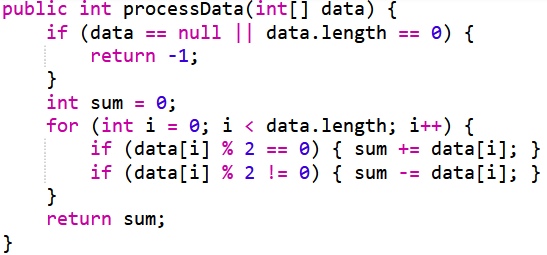 public int processData(int[] data) {
    if (data == null || data.length == 0) {
        return -1;
    }
    int sum = 0;
    for (int i = 0; i < data.length; i++) {
        if (data[i] % 2 == 0) { sum += data[i]; }
        if (data[i] % 2 != 0) { sum -= data[i]; }
    }
    return sum;
}